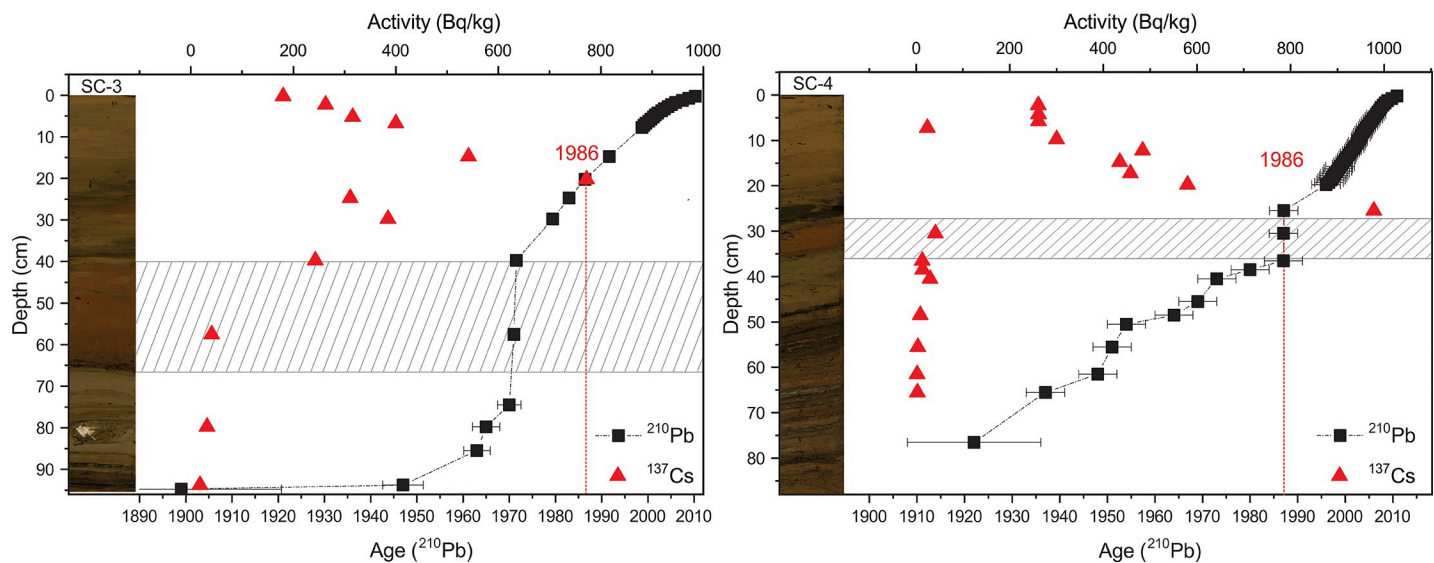 Activity (Bq/kg)
0 200 400 600 800 1000
SC-3
0
10
20
30
40
50
60
70
80
90
Depth (cm)
1986
210Pb
137Cs
1890 1900 1910 1920 1930 1940 1950 1960 1970 1980 1990 2000 2010
Age (210Pb)
Activity (Bq/kg)
0 200 400 600 800 1000
SC-4
0
10
20
30
40
50
60
70
80
Depth (cm)
1986
210Pb
137Cs
1900 1910 1920 1930 1940 1950 1960 1970 1980 1990 2000 2010
Age (210Pb)